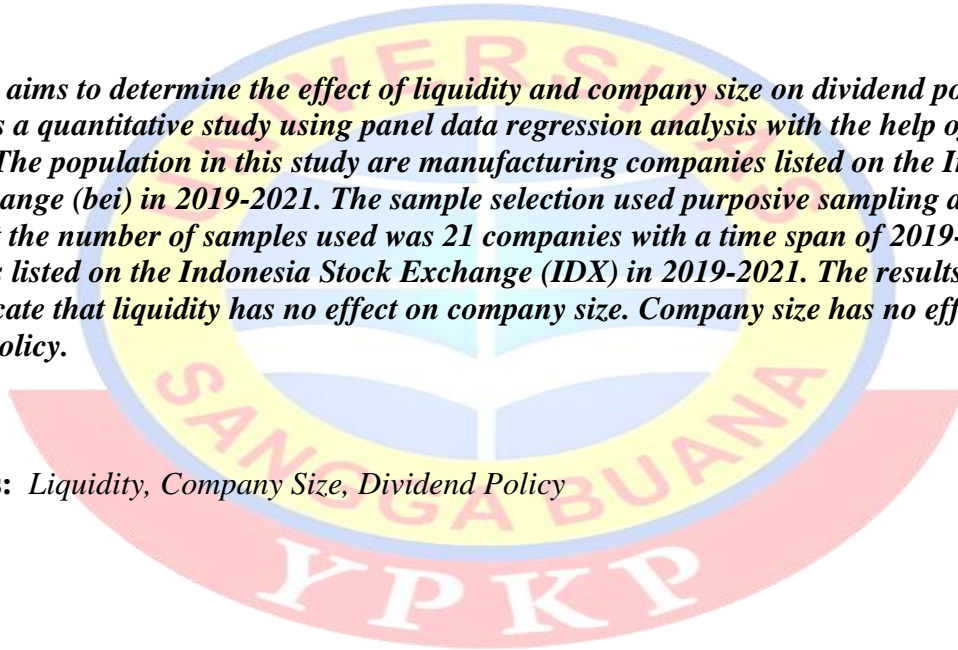 aims to determine the effect of liquidity and company size on dividend po
s a quantitative study using panel data regression analysis with the help o
The population in this study are manufacturing companies listed on the I
ange (bei) in 2019-2021. The sample selection used purposive sampling a
t the number of samples used was 21 companies with a time span of 2019-
s listed on the Indonesia Stock Exchange (IDX) in 2019-2021. The results
cate that liquidity has no effect on company size. Company size has no eff
olicy.
s: Liquidity, Company Size, Dividend Policy
UNIVERSITAS
SANGGA BUANA
YPKP